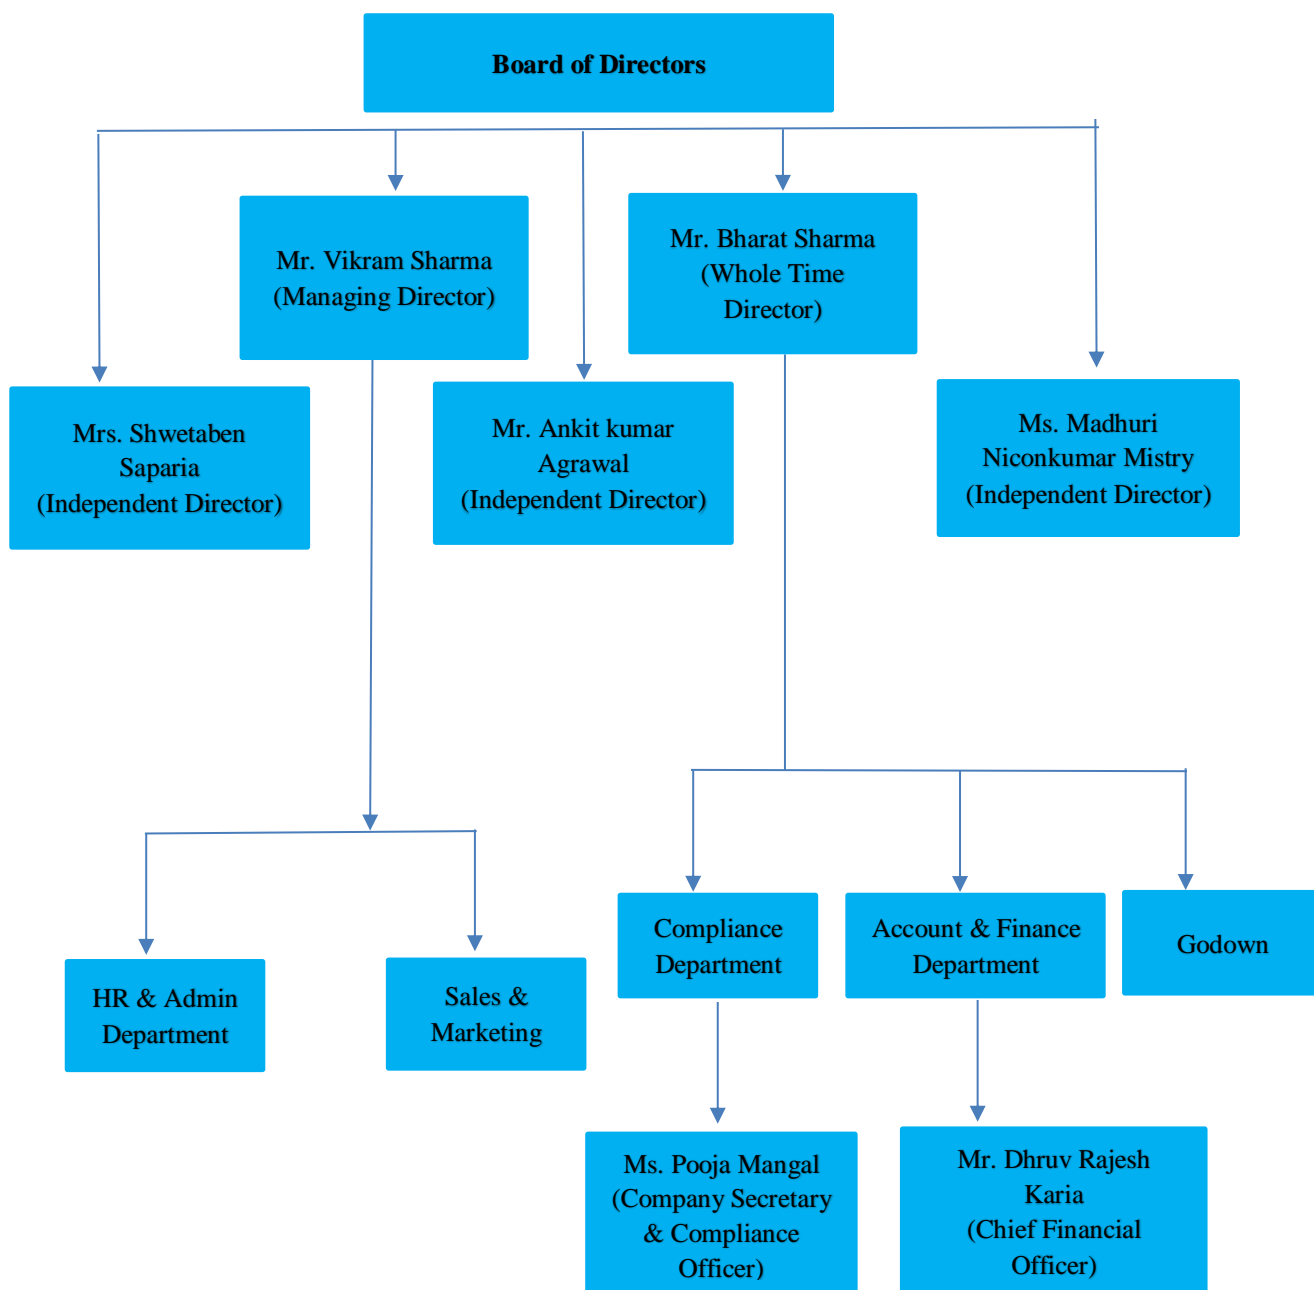 Board of Directors
Mr. Vikram Sharma
(Managing Director)
Mr. Bharat Sharma
(Whole Time
Director)
Mrs. Shwetaben
Saparia
(Independent Director)
Mr. Ankit kumar
Agrawal
(Independent Director)
Ms. Madhuri
Niconkumar Mistry
(Independent Director)
HR & Admin
Department
Sales &
Marketing
Compliance
Department
Account & Finance
Department
Godown
Ms. Pooja Mangal
(Company Secretary
& Compliance
Officer)
Mr. Dhruv Rajesh
Karia
(Chief Financial
Officer)